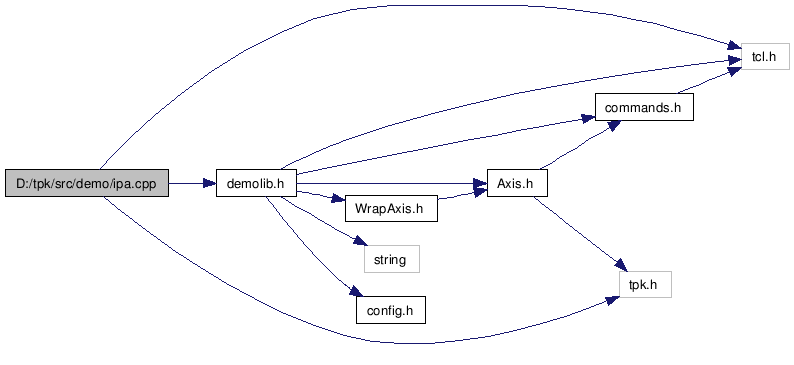 tcl.h
commands.h
D:/tpk/src/demo/ipa.cpp
demolib.h
Axis.h
WrapAxis.h
string
tpk.h
config.h